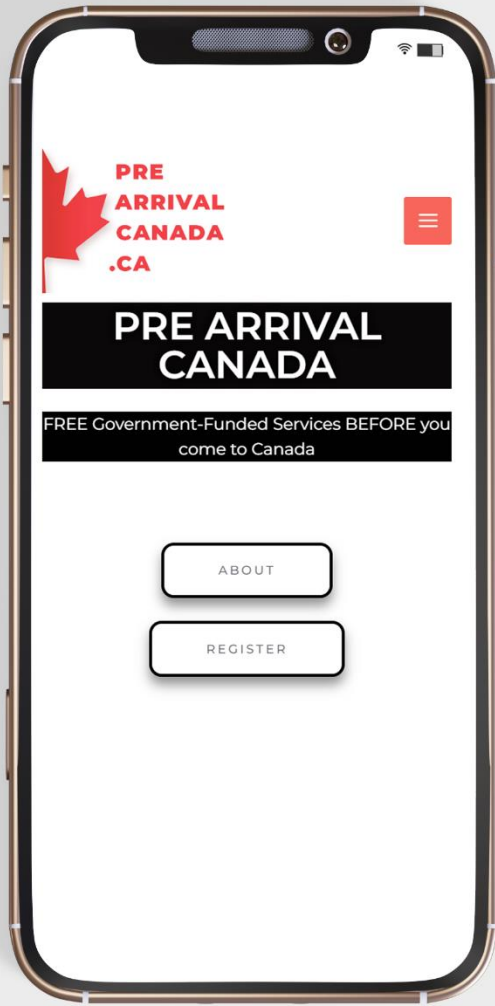 PRE
ARRIVAL
CANADA
.CA
PRE ARRIVAL
CANADA
FREE Government-Funded Services BEFORE you
come to Canada
ABOUT
REGISTER